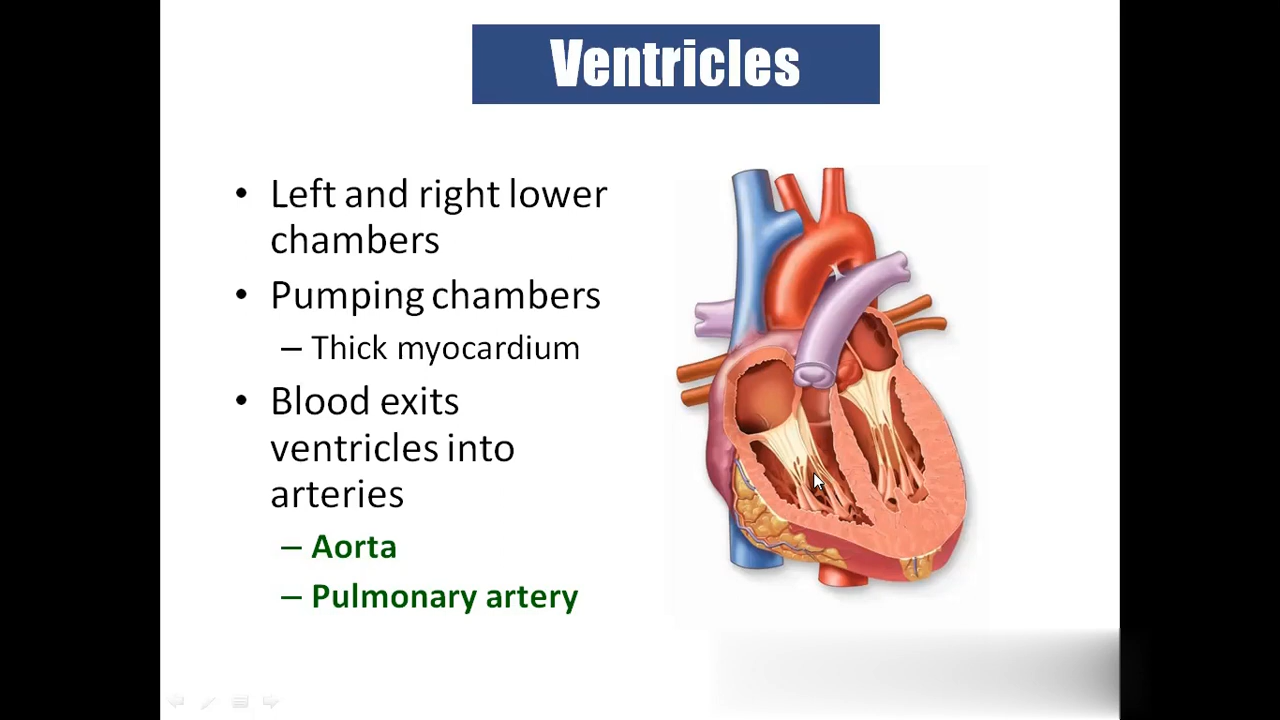 Ventricles
• Left and right lower
chambers
• Pumping chambers
– Thick myocardium
• Blood exits
ventricles into
arteries
– Aorta
– Pulmonary artery